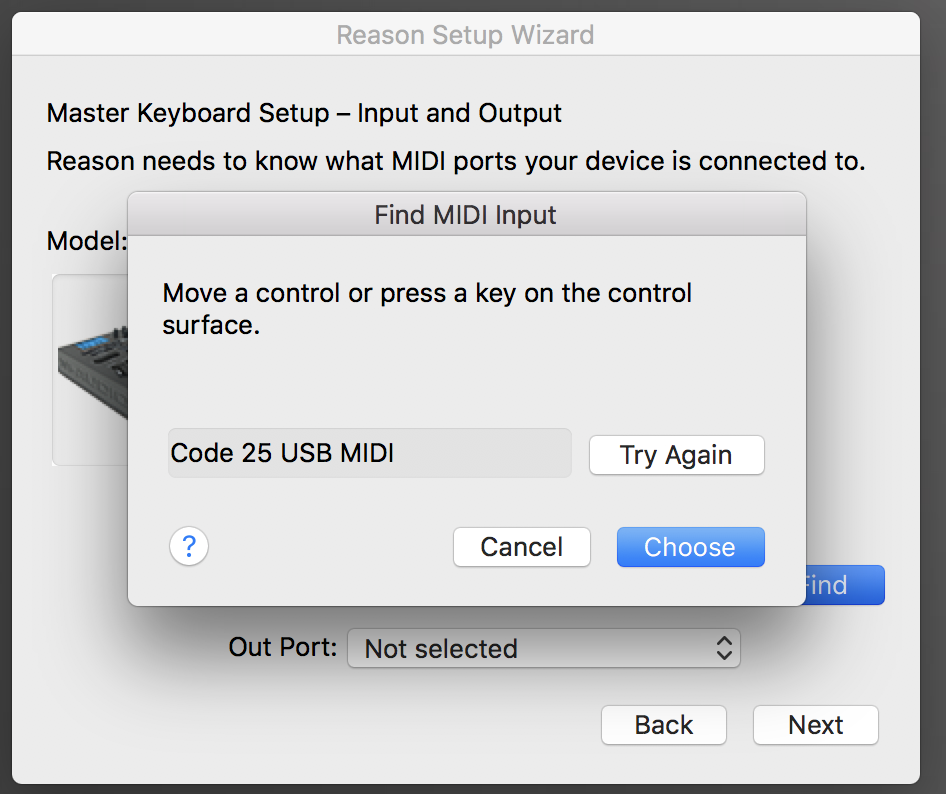 Reason Setup Wizard
Master Keyboard Setup – Input and Output
Reason needs to know what MIDI ports your device is connected to.
Find MIDI Input
Model:
Move a control or press a key on the control
surface.
Code 25 USB MIDI
Try Again
?
Cancel
Choose
Find
Out Port:
Not selected
Back
Next